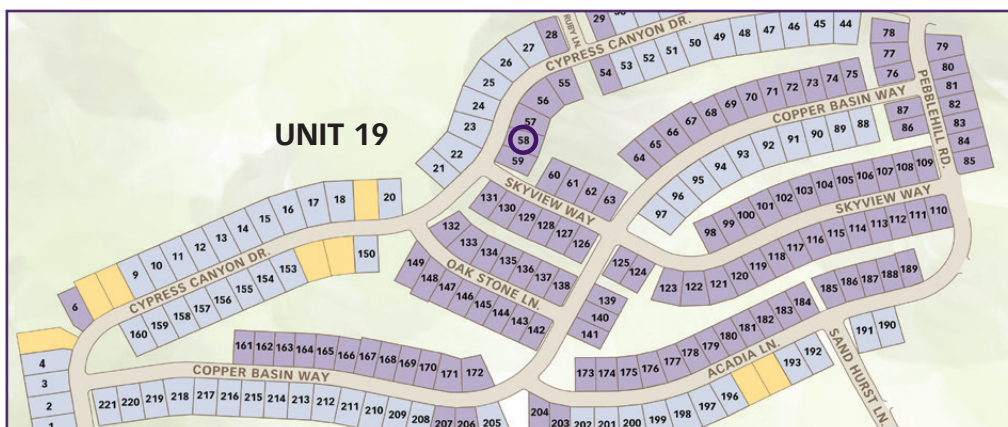 29
RUBY LN.
28
CYPRESS CANYON DR.
27
26
25
24
23
22
21
54 53 52 51 50 49 48 47 46 45 44
55
56
57
58
59
UNIT 19
60 61 62 63
SKYVIEW WAY
64 65 66 67 68 69 70 71 72 73 74 75
COPPER BASIN WAY
76
77
78
79
80
81
82
83
84
85
PEBBLEHILL RD.
87
86
97 96 95 94 93 92 91 90 89 88
98 99 100 101 102 103 104 105 106 107 108 109
SKYVIEW WAY
123 122 121 120 119 118 117 116 115 114 113 112 111 110
125 124
131 130 129 128 127 126
132 133 134 135 136 137 138
OAK STONE LN.
149 148 147 146 145 144 143 142
139
140
141
6 9 10 11 12 13 14 15 16 17 18 20
CYPRESS CANYON DR.
160 159 158 157 156 155 154 153 150
4
3
2
1
161 162 163 164 165 166 167 168 169 170 171 172
COPPER BASIN WAY
221 220 219 218 217 216 215 214 213 212 211 210 209 208 207 206 205
173 174 175 176 177 178 179 180 181 182 183 184
185 186 187 188 189
ACADIA LN.
204 203 202 201 200 199 198 197 196 193 192
191 190
SAND HURST LN.